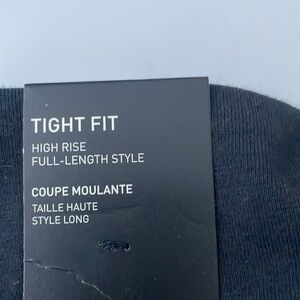 TIGHT FIT
HIGH RISE
FULL-LENGTH STYLE
COUPE MOULANTE
TAILLE HAUTE
STYLE LONG